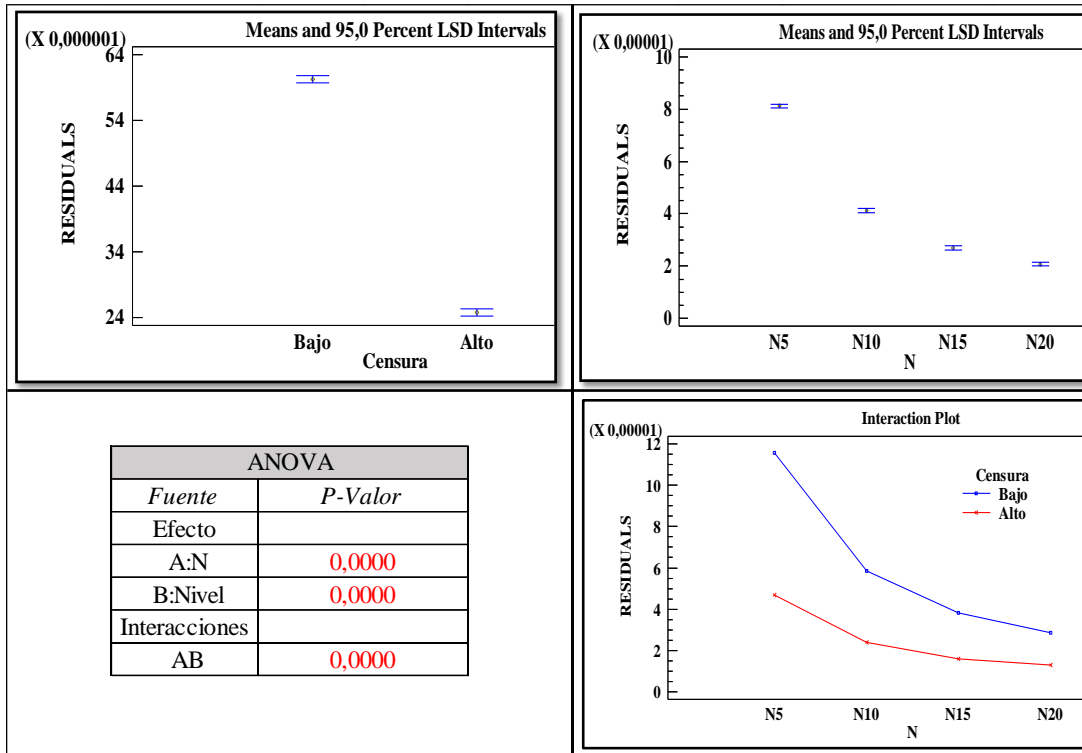 Means and 95,0 Percent LSD Intervals
(X 0,000001)
64
54
44
34
24
RESIDUALS
Bajo Alto
Censura
Means and 95,0 Percent LSD Intervals
(X 0,00001)
10
8
6
4
2
0
RESIDUALS
N5 N10 N15 N20
N
ANOVA
Fuente P-Valor
Efecto
A:N 0,0000
B:Nivel 0,0000
Interacciones
AB 0,0000
Interaction Plot
(X 0,00001)
12
10
8
6
4
2
0
RESIDUALS
Censura
Bajo
Alto
N5 N10 N15 N20
N